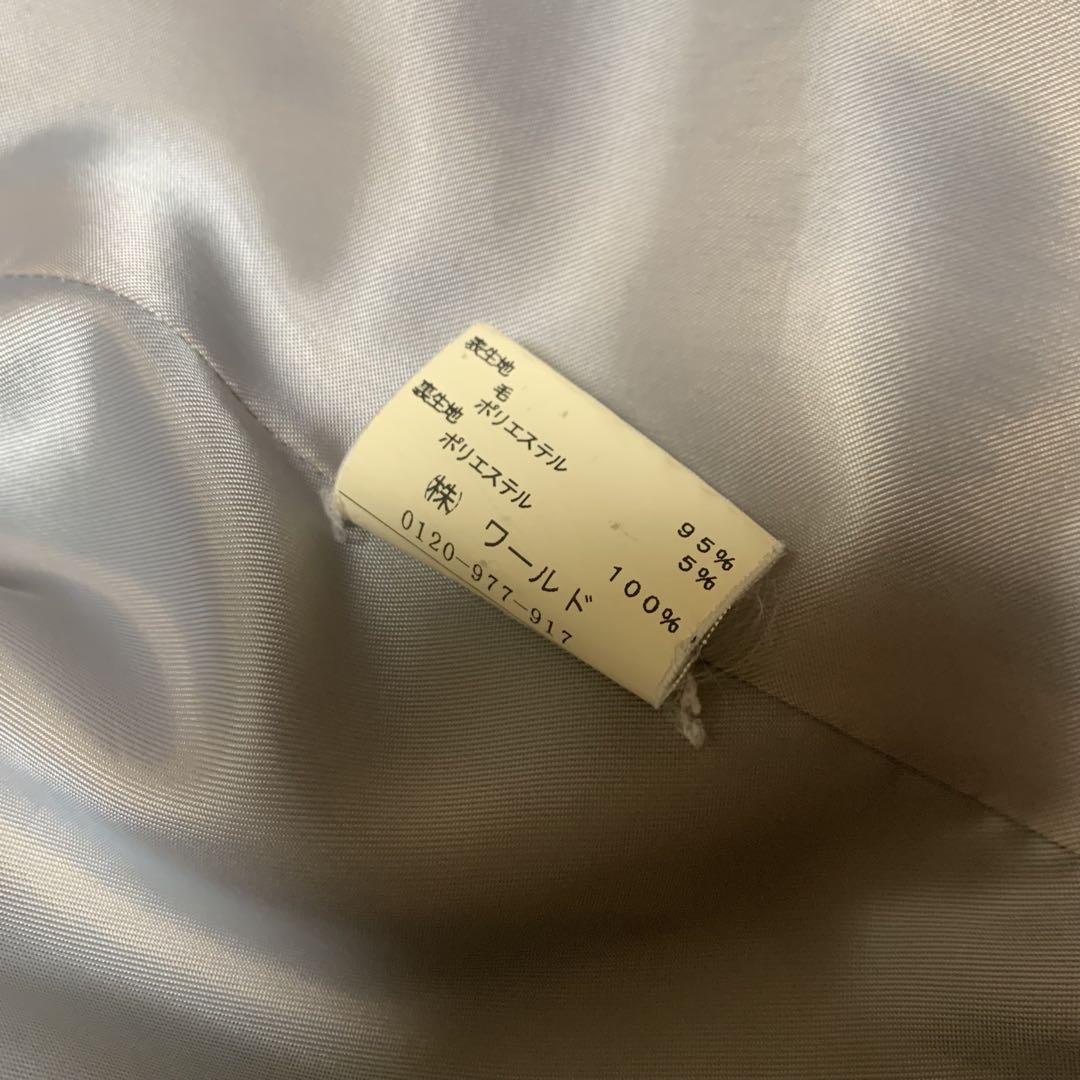 表生地
毛 95%
ポリエステル 5%
裏生地
ポリエステル 100%
㈱ ワールド
0120-977-917